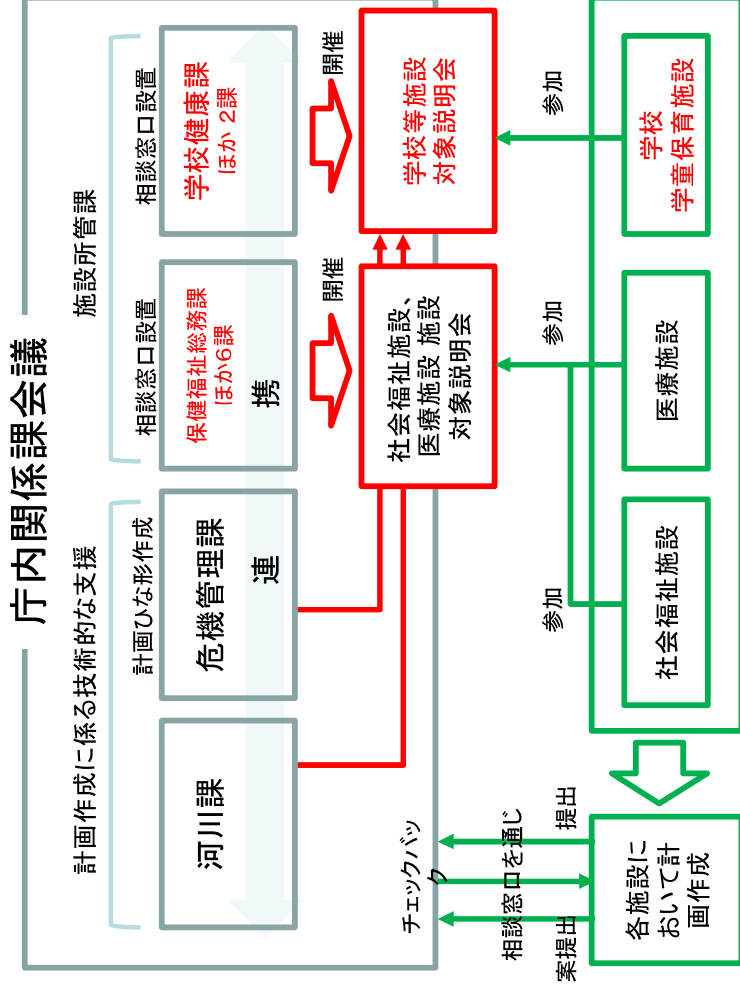 庁内関係課会議
計画作成に係る技術的な支援
施設所管課
計画ひな形作成
相談窓口設置
相談窓口設置
河川課
危機管理課
保健福祉総務課
ほか6課
学校健康課
ほか2課
連
携
開催
開催
社会福祉施設、
医療施設 施設
対象説明会
学校等施設
対象説明会
チェックバッ
ク
相談窓口を通じ
案提出
提出
参加
参加
参加
各施設に
おいて計
画作成
社会福祉施設
医療施設
学校
学童保育施設